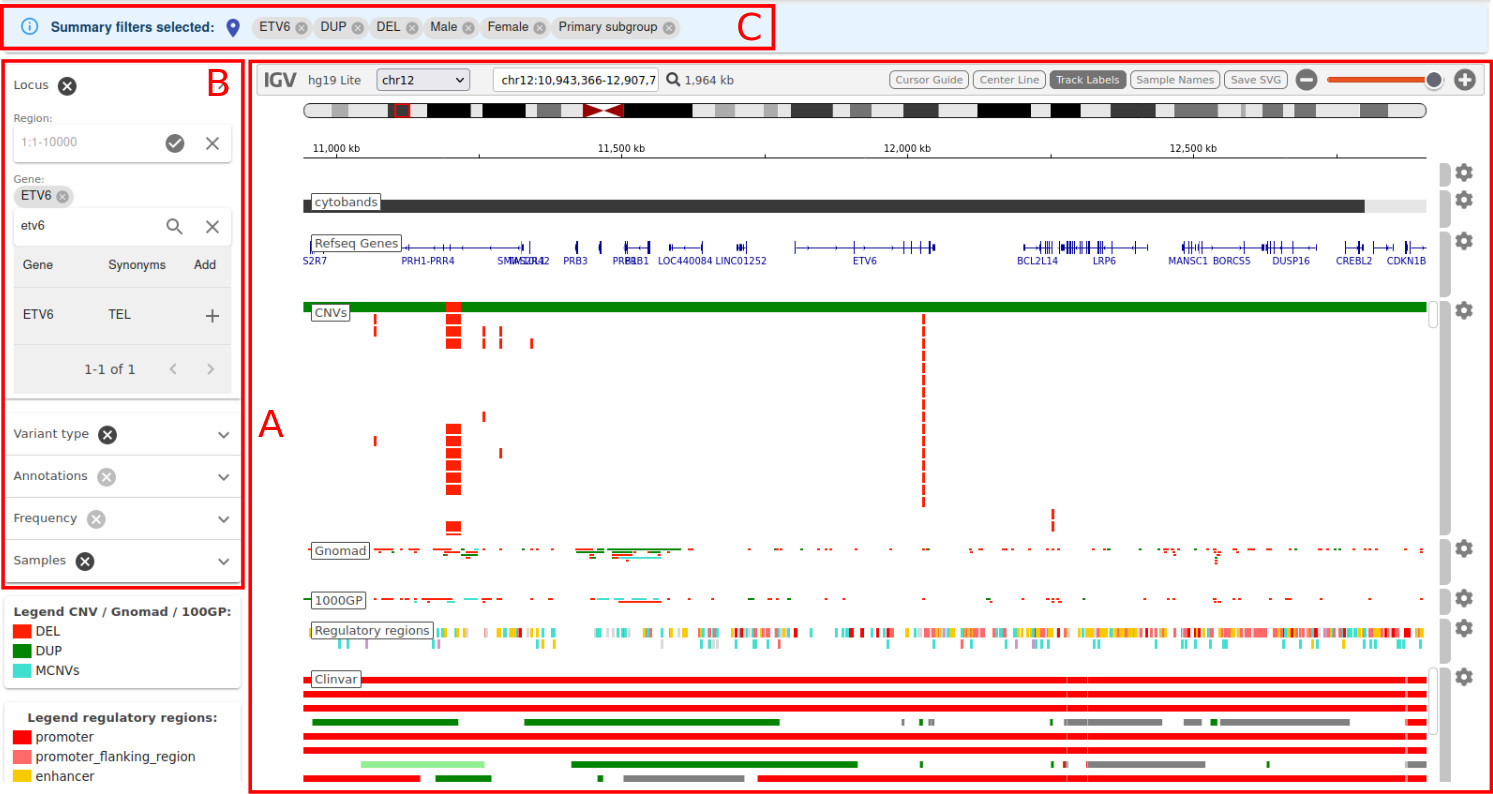 Summary filters selected: ETV6 DUP DEL Male Female Primary subgroup C
Locus B
Region:
1:1-10000
Gene:
ETV6
etv6
Gene Synonyms Add
ETV6 TEL
1-1 of 1
Variant type
Annotations
Frequency
Samples
Legend CNV / Gnomad / 100GP:
DEL
DUP
MCNVs
Legend regulatory regions:
promoter
promoter_flanking_region
enhancer
A
IGV hg19 Lite chr12 chr12:10,943,366-12,907,7 1,964 kb Cursor Guide Center Line Track Labels Sample Names Save SVG
11,000 kb 11,500 kb 12,000 kb 12,500 kb
cytobands
Refseq Genes
S2R7 PRH1-PRR4 PRB3 PRB1 LOC440084 LINC01252 ETV6 BCL2L14 LRP6 MANSC1 BORCS5 DUSP16 CREBL2 CDKN1B
CNVs
Gnomad
1000GP
Regulatory regions
Clinvar